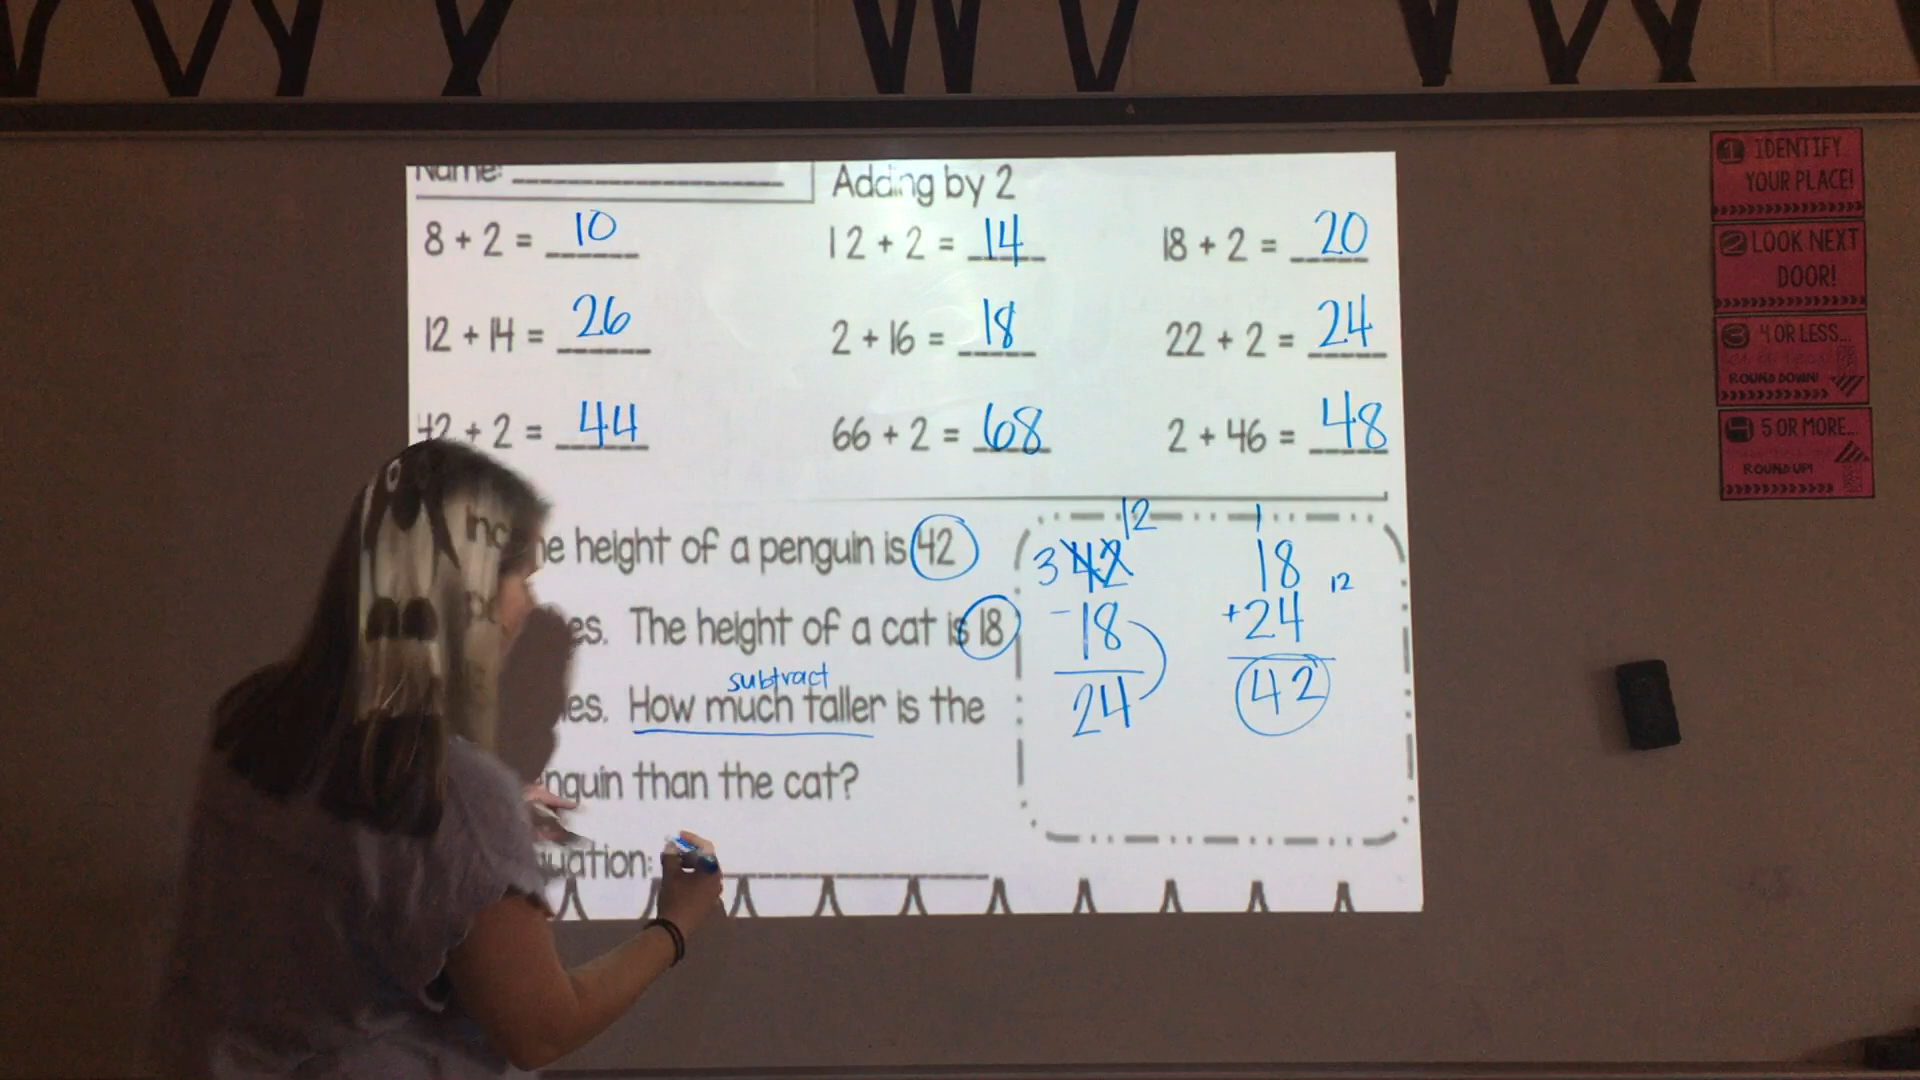 Name: Adding by 2
8 + 2 = 10 12 + 2 = 14 18 + 2 = 20
12 + 14 = 26 2 + 16 = 18 22 + 2 = 24
42 + 2 = 44 66 + 2 = 68 2 + 46 = 48
he height of a penguin is 42
es. The height of a cat is 18
subtract
es. How much taller is the
nguin than the cat?
uation:
12
3 42
- 18
24
1
18
12
+ 24
42
1 IDENTIFY
YOUR PLACE!
2 LOOK NEXT
DOOR!
3 4 OR LESS...
ROUND DOWN!
4 5 OR MORE...
ROUND UP!